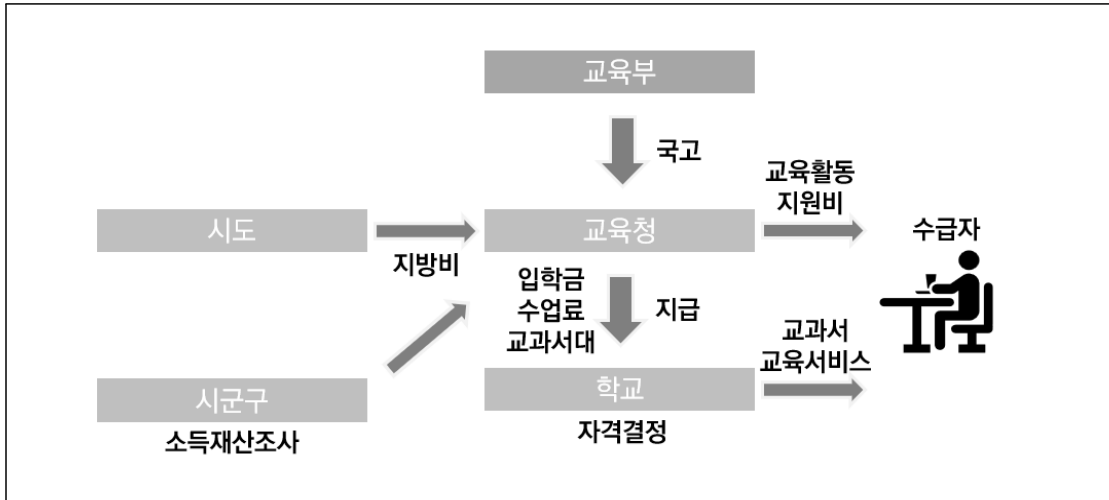 교육부
국고
교육활동
지원비
시도
교육청
수급자
지방비
입학금
수업료
교과서대
지급
교과서
교육서비스
시군구
학교
소득재산조사
자격결정